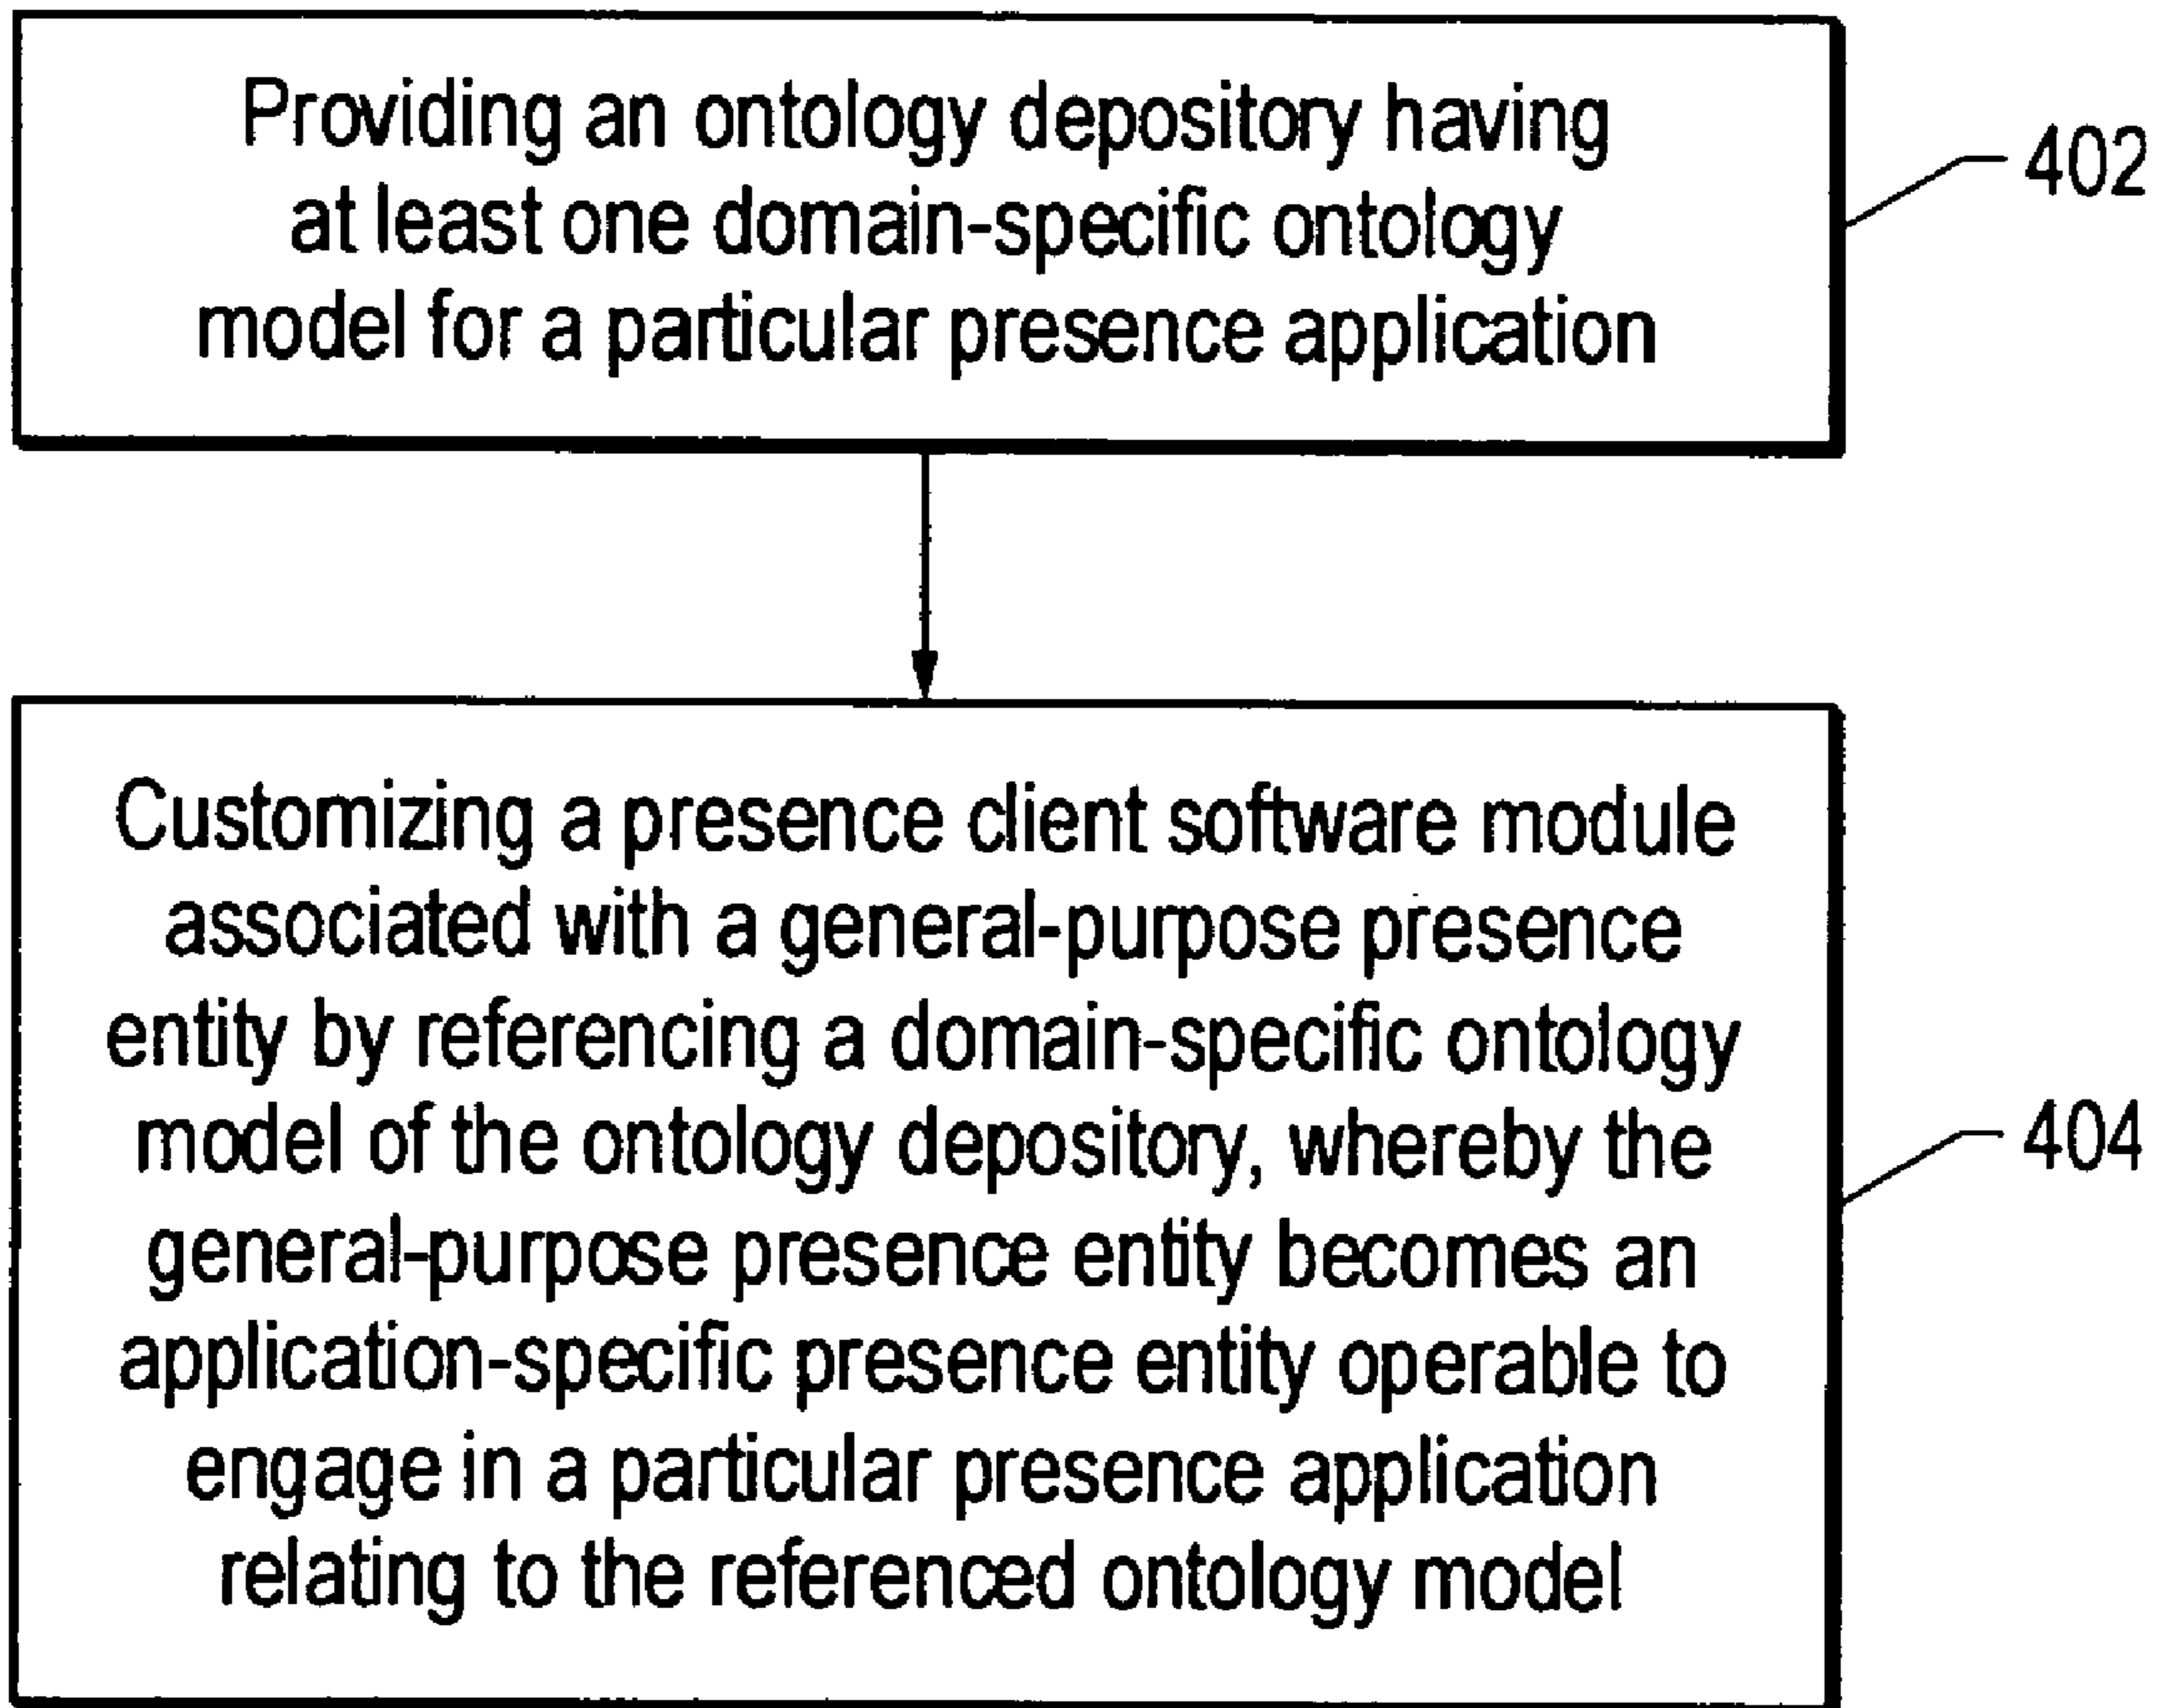 Providing an ontology depository having
at least one domain-specific ontology
model for a particular presence application
402
Customizing a presence client software module
associated with a general-purpose presence
entity by referencing a domain-specific ontology
model of the ontology depository, whereby the
general-purpose presence entity becomes an
application-specific presence entity operable to
engage in a particular presence application
relating to the referenced ontology model
404